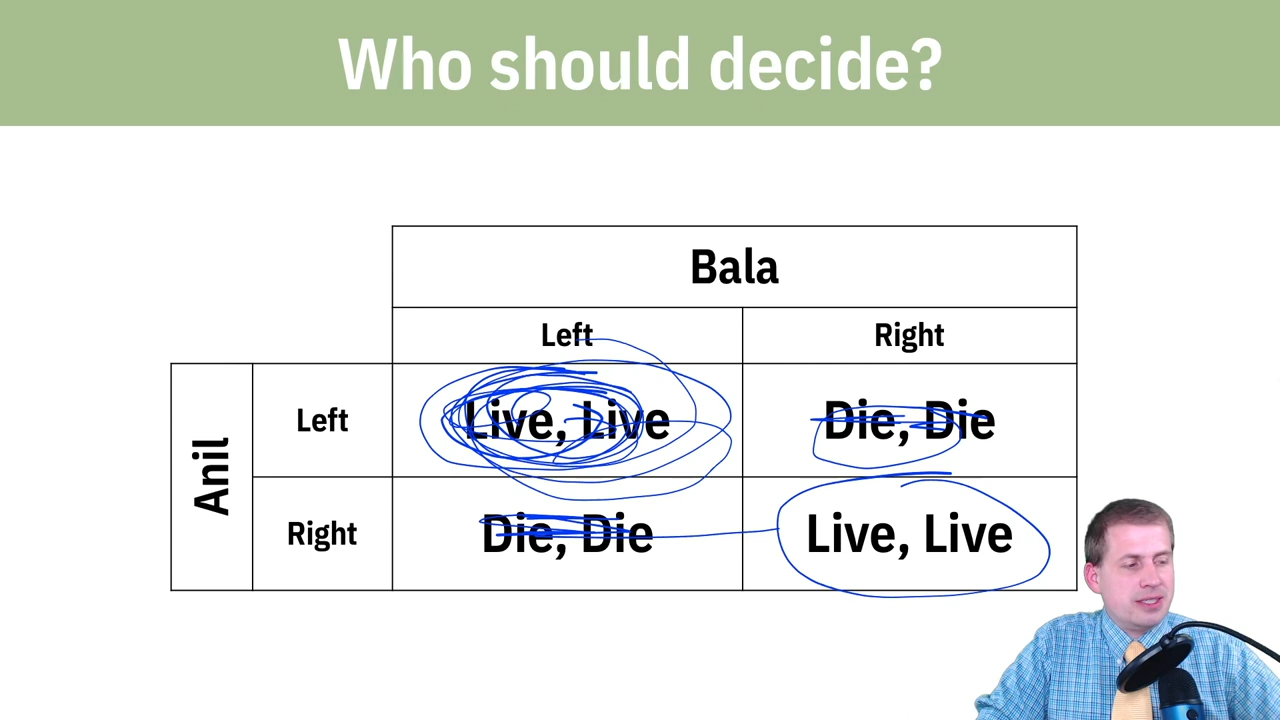 Who should decide?
Bala
Left Right
Anil
Left Live, Live Die, Die
Right Die, Die Live, Live